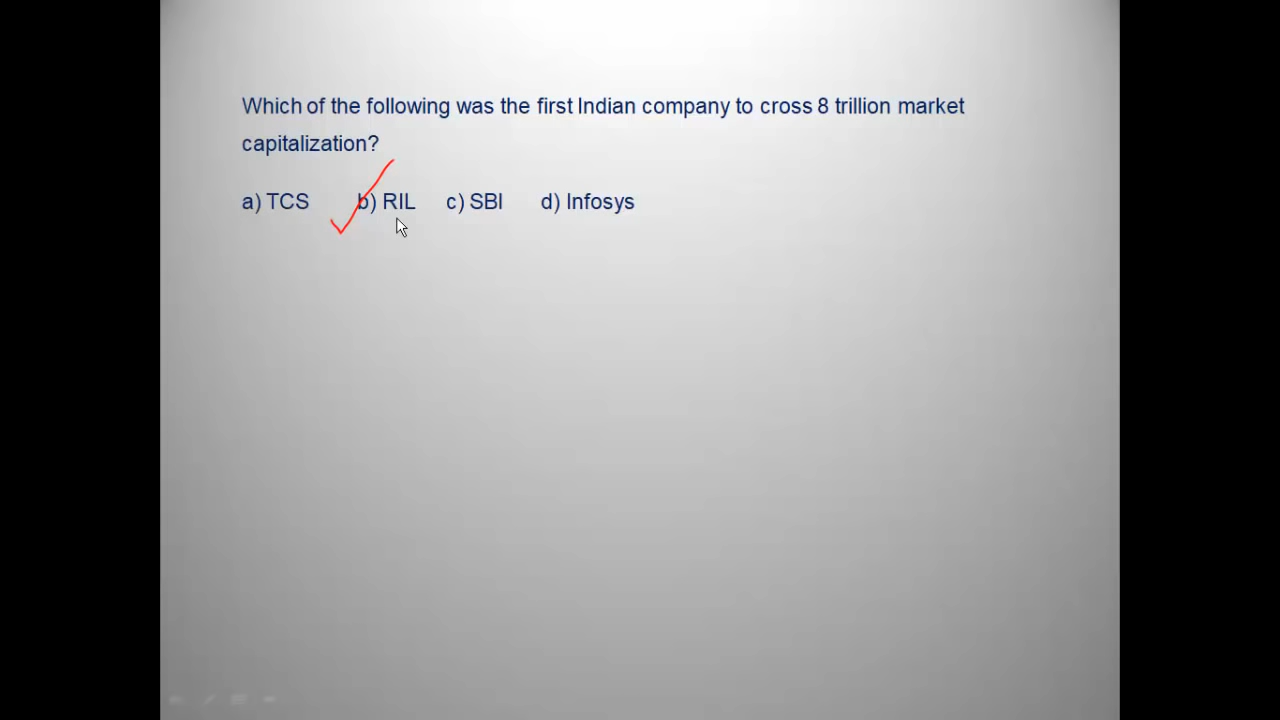 Which of the following was the first Indian company to cross 8 trillion market
capitalization?
a) TCS b) RIL c) SBI d) Infosys